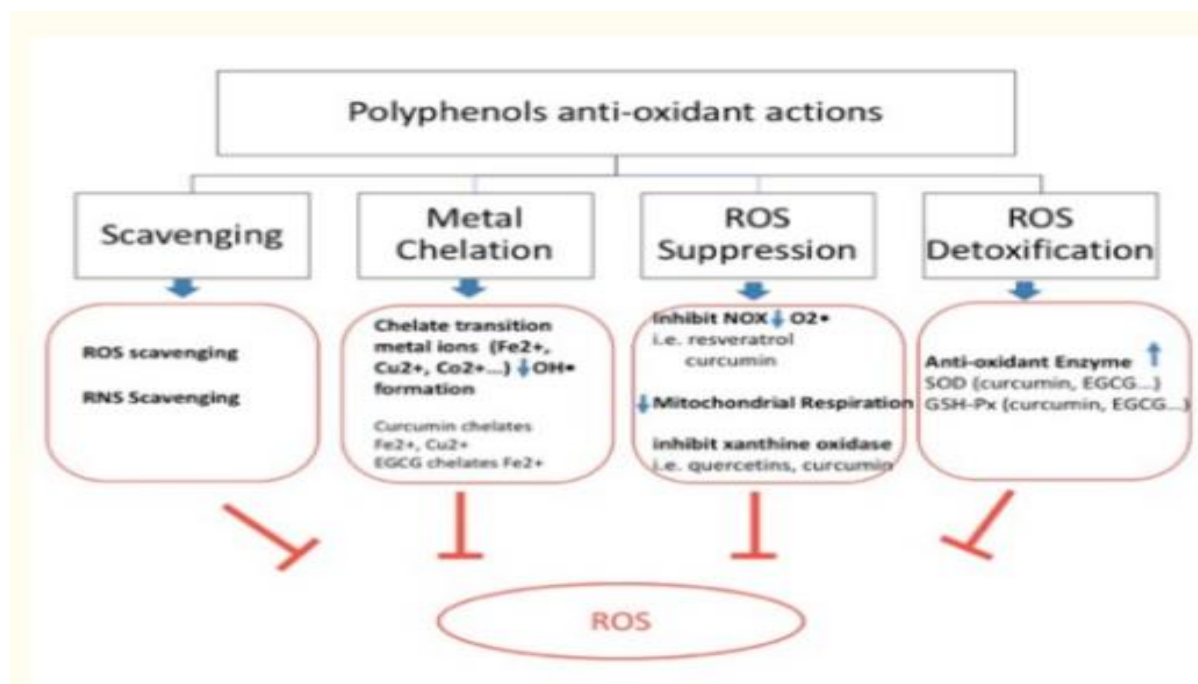 Polyphenols anti-oxidant actions
Scavenging
Metal
Chelation
ROS
Suppression
ROS
Detoxification
ROS scavenging
RNS Scavenging
Chelate transition
metal ions (Fe2+,
Cu2+, Co2+...) ↓OH•
formation
Curcumin chelates
Fe2+, Cu2+
EGCG chelates Fe2+
Inhibit NOX↓ O2•
i.e. resveratrol
curcumin
↓Mitochondrial Respiration
inhibit xanthine oxidase
i.e. quercetins, curcumin
Anti-oxidant Enzyme ↑
SOD (curcumin, EGCG...)
GSH-Px (curcumin, EGCG...)
ROS